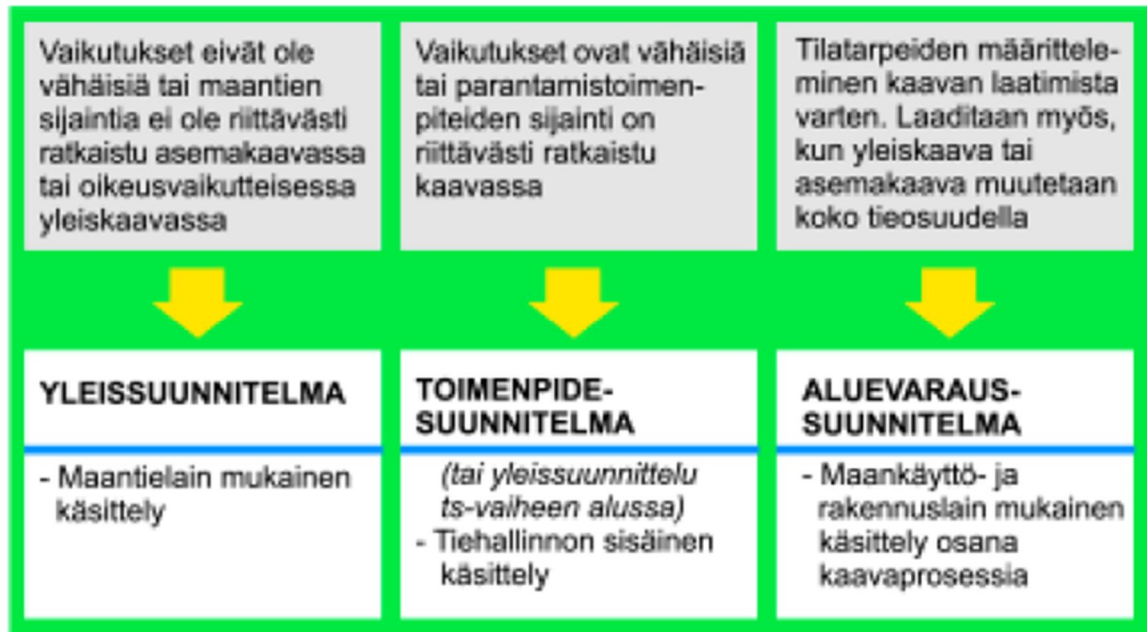 Vaikutukset eivät ole
vähäisiä tai maantien
sijaintia ei ole riittävästi
ratkaistu asemakaavassa
tai oikeusvaikutteisessa
yleiskaavassa
Vaikutukset ovat vähäisiä
tai parantamistoimen-
piteiden sijainti on
riittävästi ratkaistu
kaavassa
Tilatarpeiden määrittele-
minen kaavan laatimista
varten. Laaditaan myös,
kun yleiskaava tai
asemakaava muutetaan
koko tieosuudella
YLEISSUUNNITELMA
- Maantielain mukainen
käsittely
TOIMENPIDE-
SUUNNITELMA
(tai yleissuunnittelu
ts-vaiheen alussa)
- Tiehallinnon sisäinen
käsittely
ALUEVARAUS-
SUUNNITELMA
- Maankäyttö- ja
rakennuslain mukainen
käsittely osana
kaavaprosessia